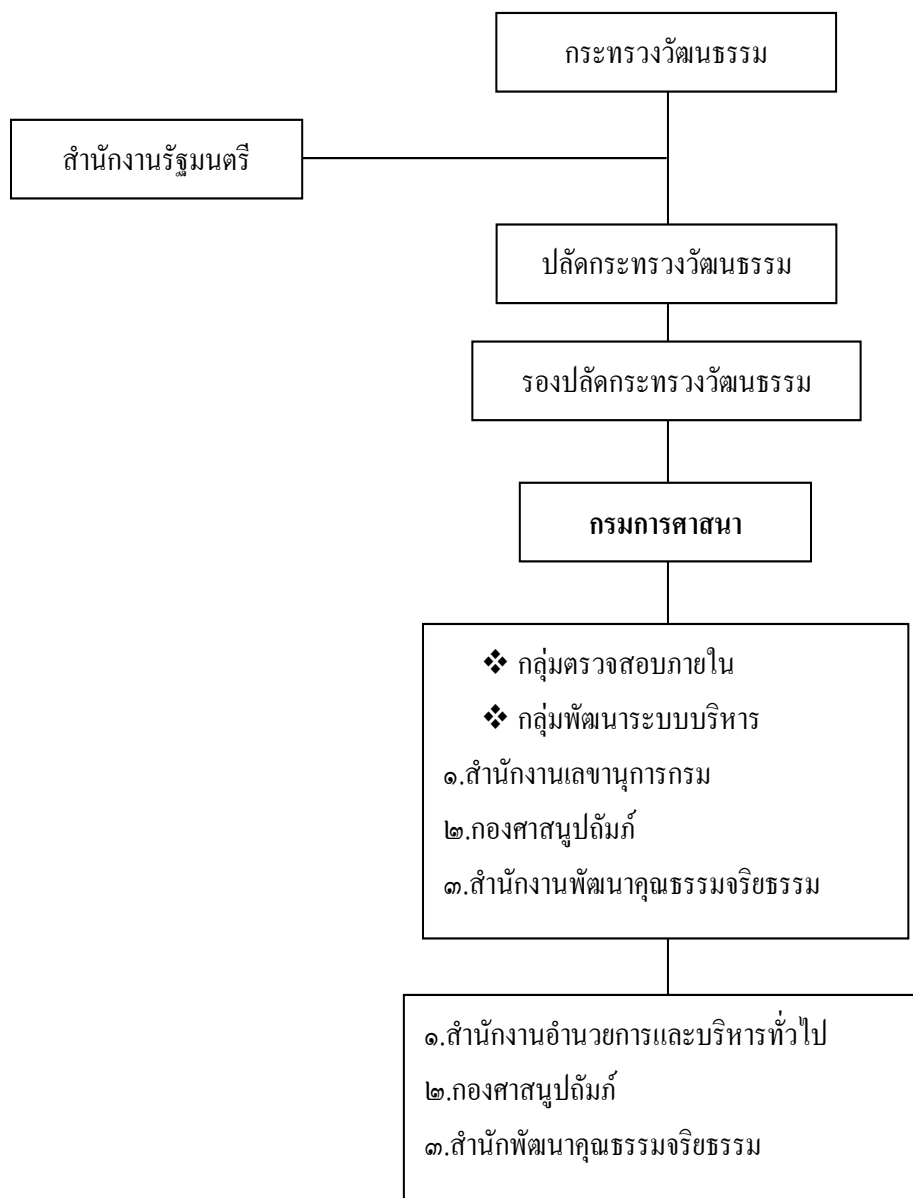 กระทรวงวัฒนธรรม
สำนักงานรัฐมนตรี
ปลัดกระทรวงวัฒนธรรม
รองปลัดกระทรวงวัฒนธรรม
กรมการศาสนา
❖ กลุ่มตรวจสอบภายใน
❖ กลุ่มพัฒนาระบบบริหาร
๑.สำนักงานเลขานุการกรม
๒.กองศาสนูปถัมภ์
๓.สำนักงานพัฒนาคุณธรรมจริยธรรม
๑.สำนักงานอำนวยการและบริหารทั่วไป
๒.กองศาสนูปถัมภ์
๓.สำนักพัฒนาคุณธรรมจริยธรรม